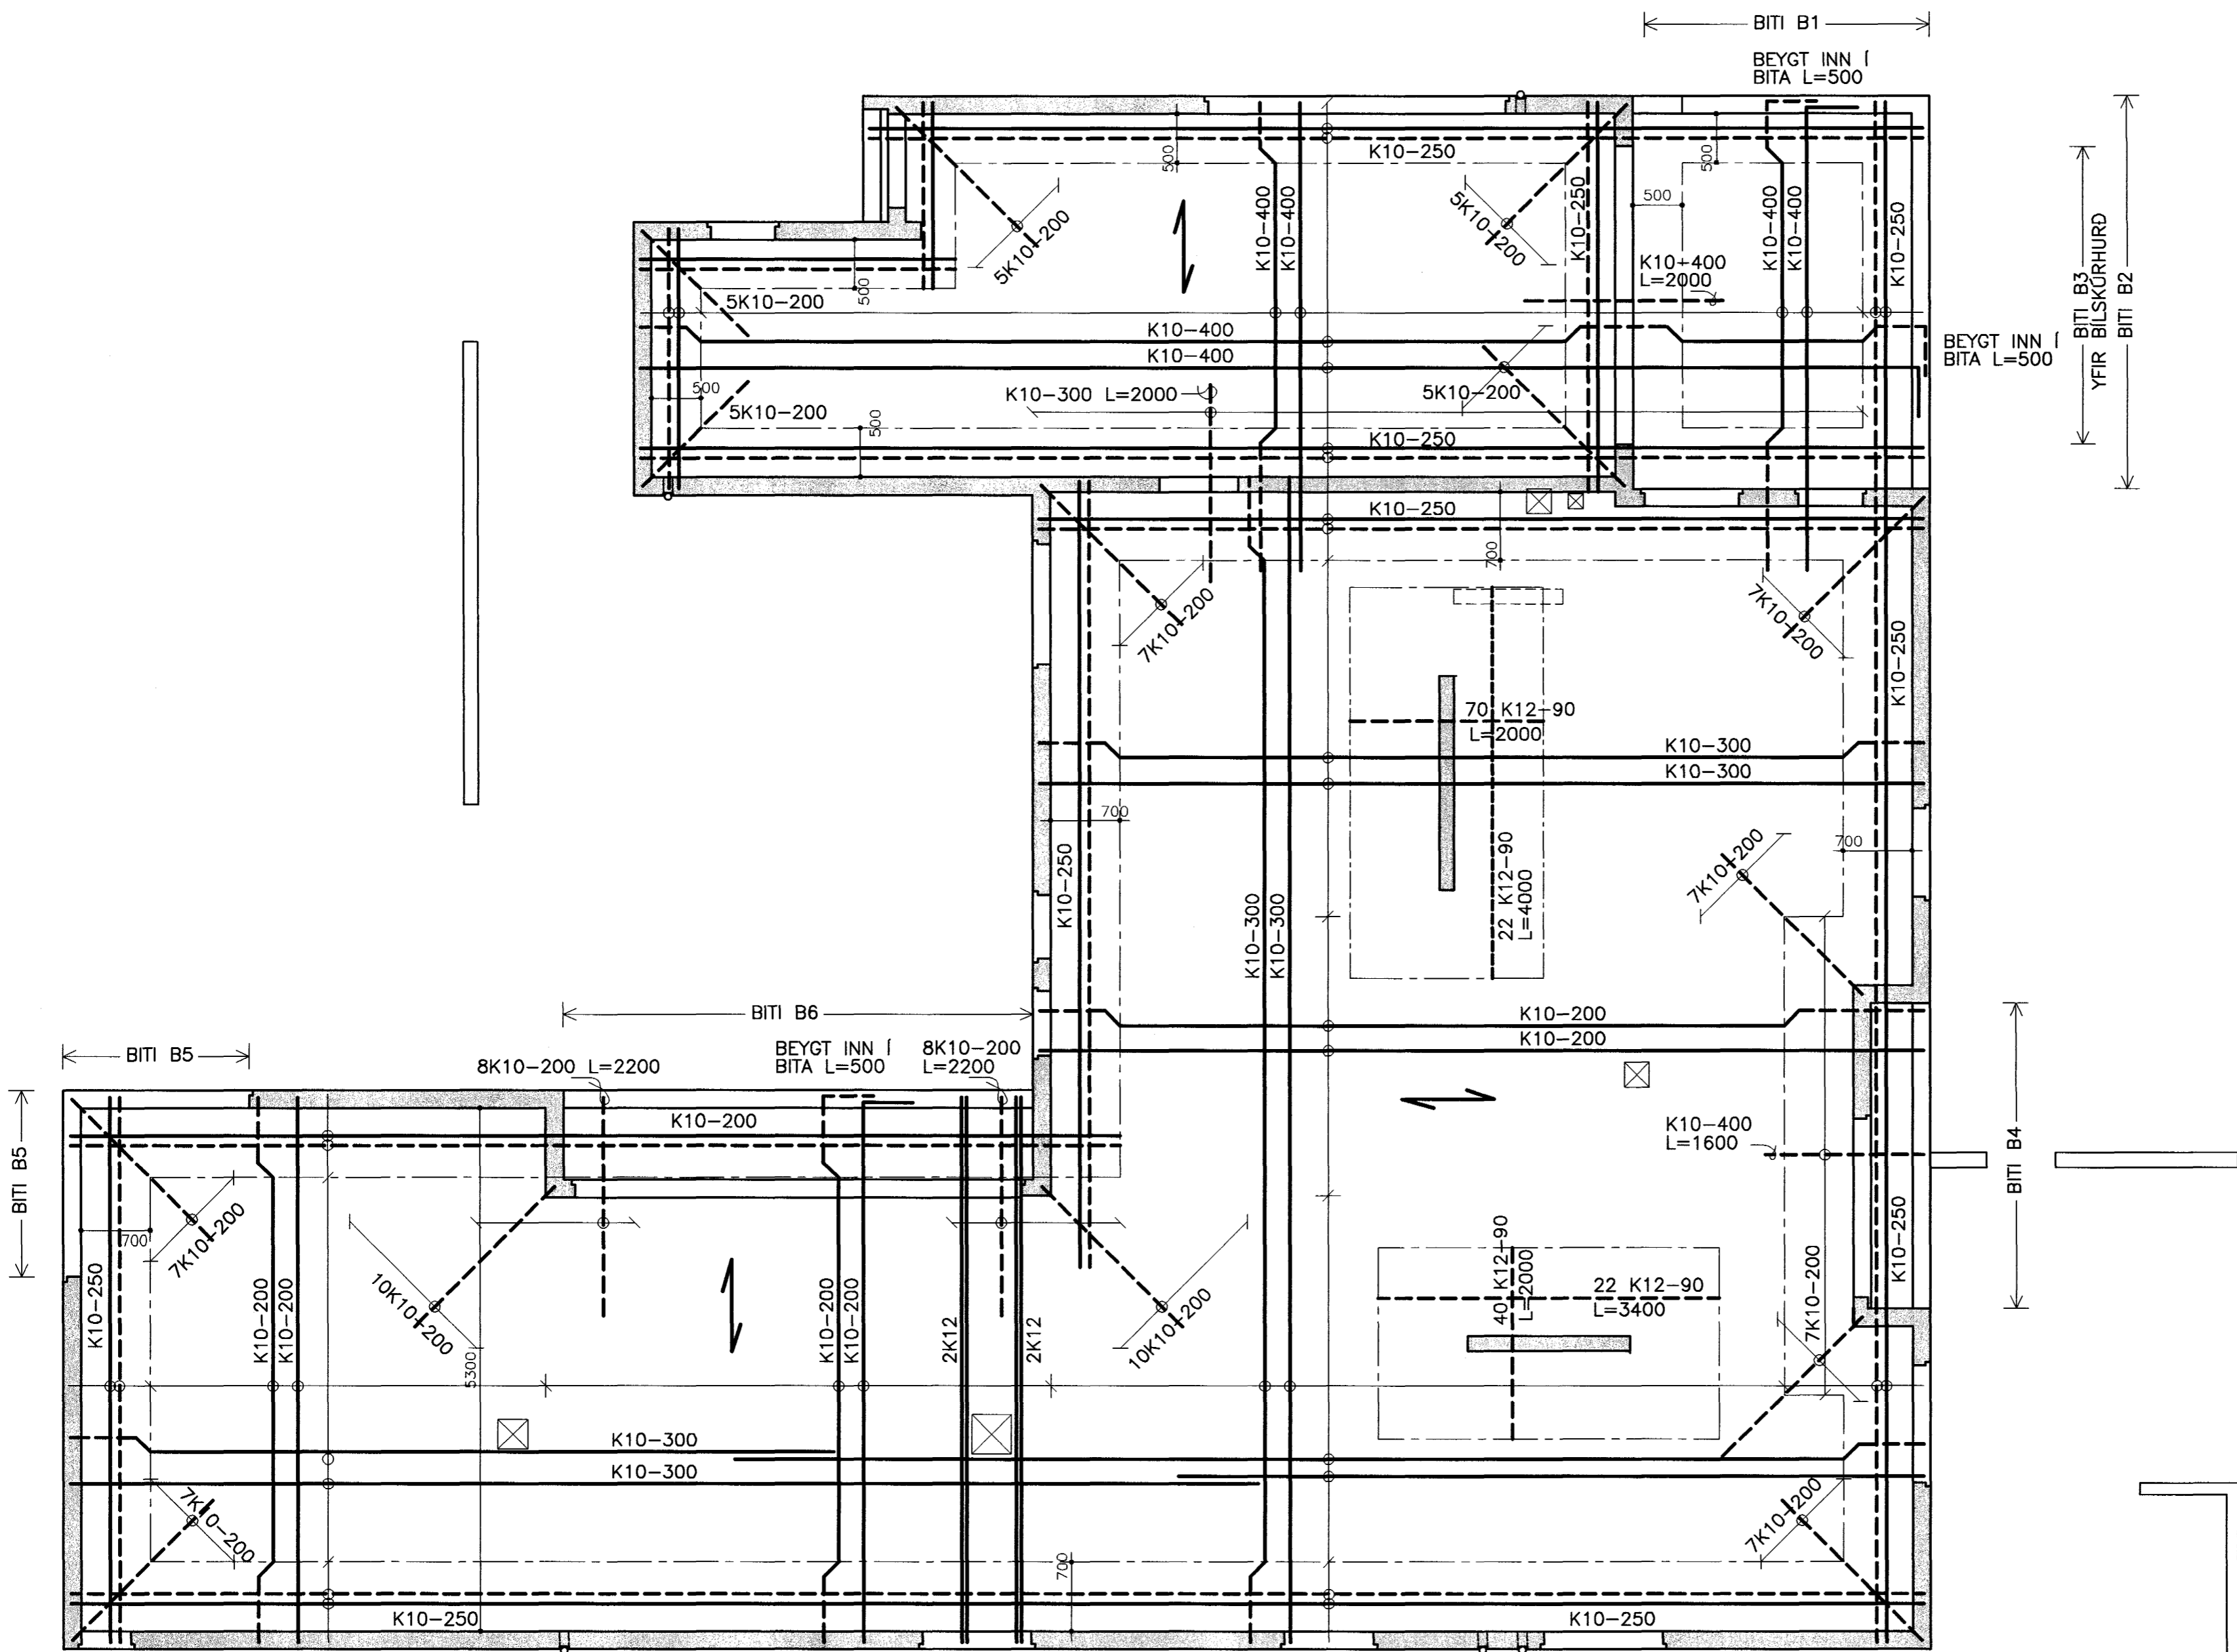 BITI B1
BEYGT INN Í
BITA L=500
K10-250
500
500
K10-400
K10-400
K10-250
500
K10-400
K10-400
K10-250
5K10-200
5K10-200
K10-400
L=2000
BITI B3
YFIR BÍLSKÚRHURÐ
BITI B2
500
5K10-200
K10-400
K10-400
BEYGT INN Í
BITA L=500
500
K10-300 L=2000
5K10-200
5K10-200
500
K10-250
K10-250
700
7K10-200
7K10-200
K10-250
70 K12-90
L=2000
K10-300
K10-300
700
700
K10-250
22 K12-90
L=4000
7K10-200
K10-300
K10-300
BITI B6
K10-200
K10-200
BITI B5
BEYGT INN Í
BITA L=500
8K10-200
L=2200
8K10-200 L=2200
K10-200
K10-400
L=1600
BITI B5
BITI B4
700
7K10-200
K10-250
K10-250
K10-200
K10-200
10K10-200
5300
K10-200
K10-200
2K12
2K12
10K10-200
40 K12-90
L=2000
22 K12-90
L=3400
7K10-200
K10-300
K10-300
7K10-200
7K10-200
700
K10-250
K10-250